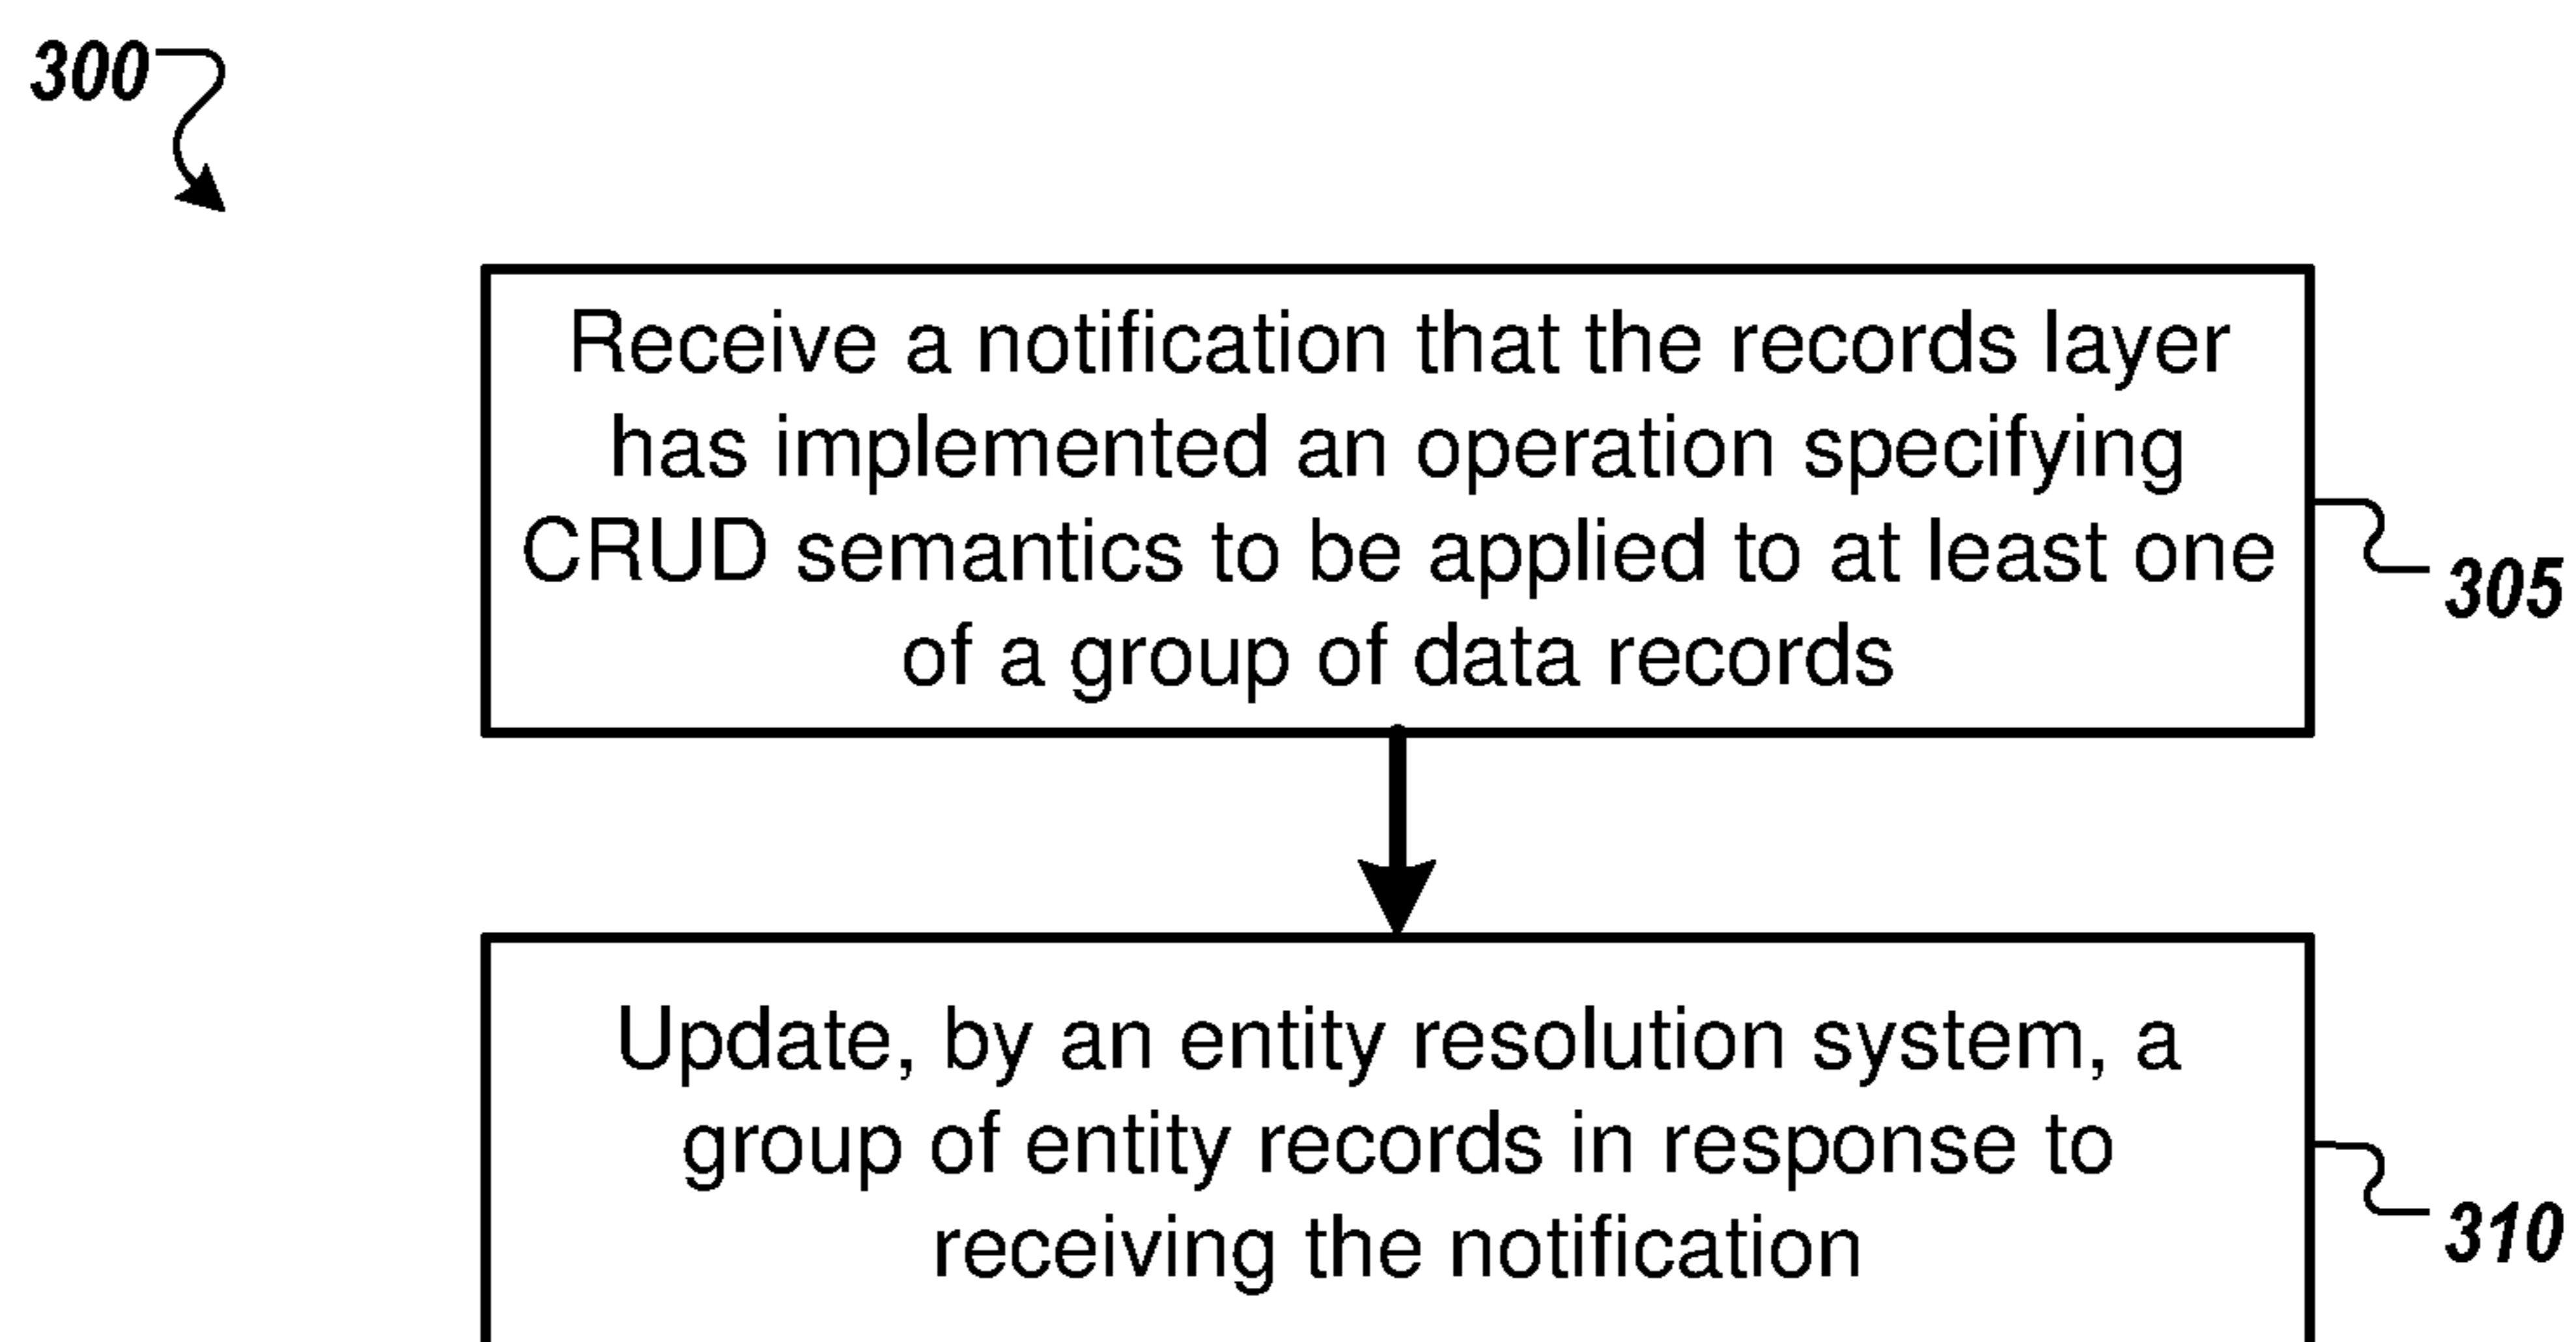 300
Receive a notification that the records layer
has implemented an operation specifying
CRUD semantics to be applied to at least one
of a group of data records
305
Update, by an entity resolution system, a
group of entity records in response to
receiving the notification
310